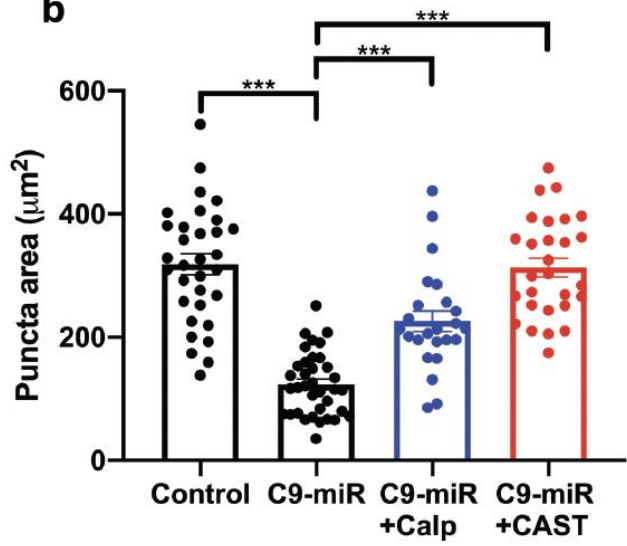 b
***
***
***
600
400
200
0
Puncta area (μm²)
Control C9-miR C9-miR C9-miR
+Calp +CAST